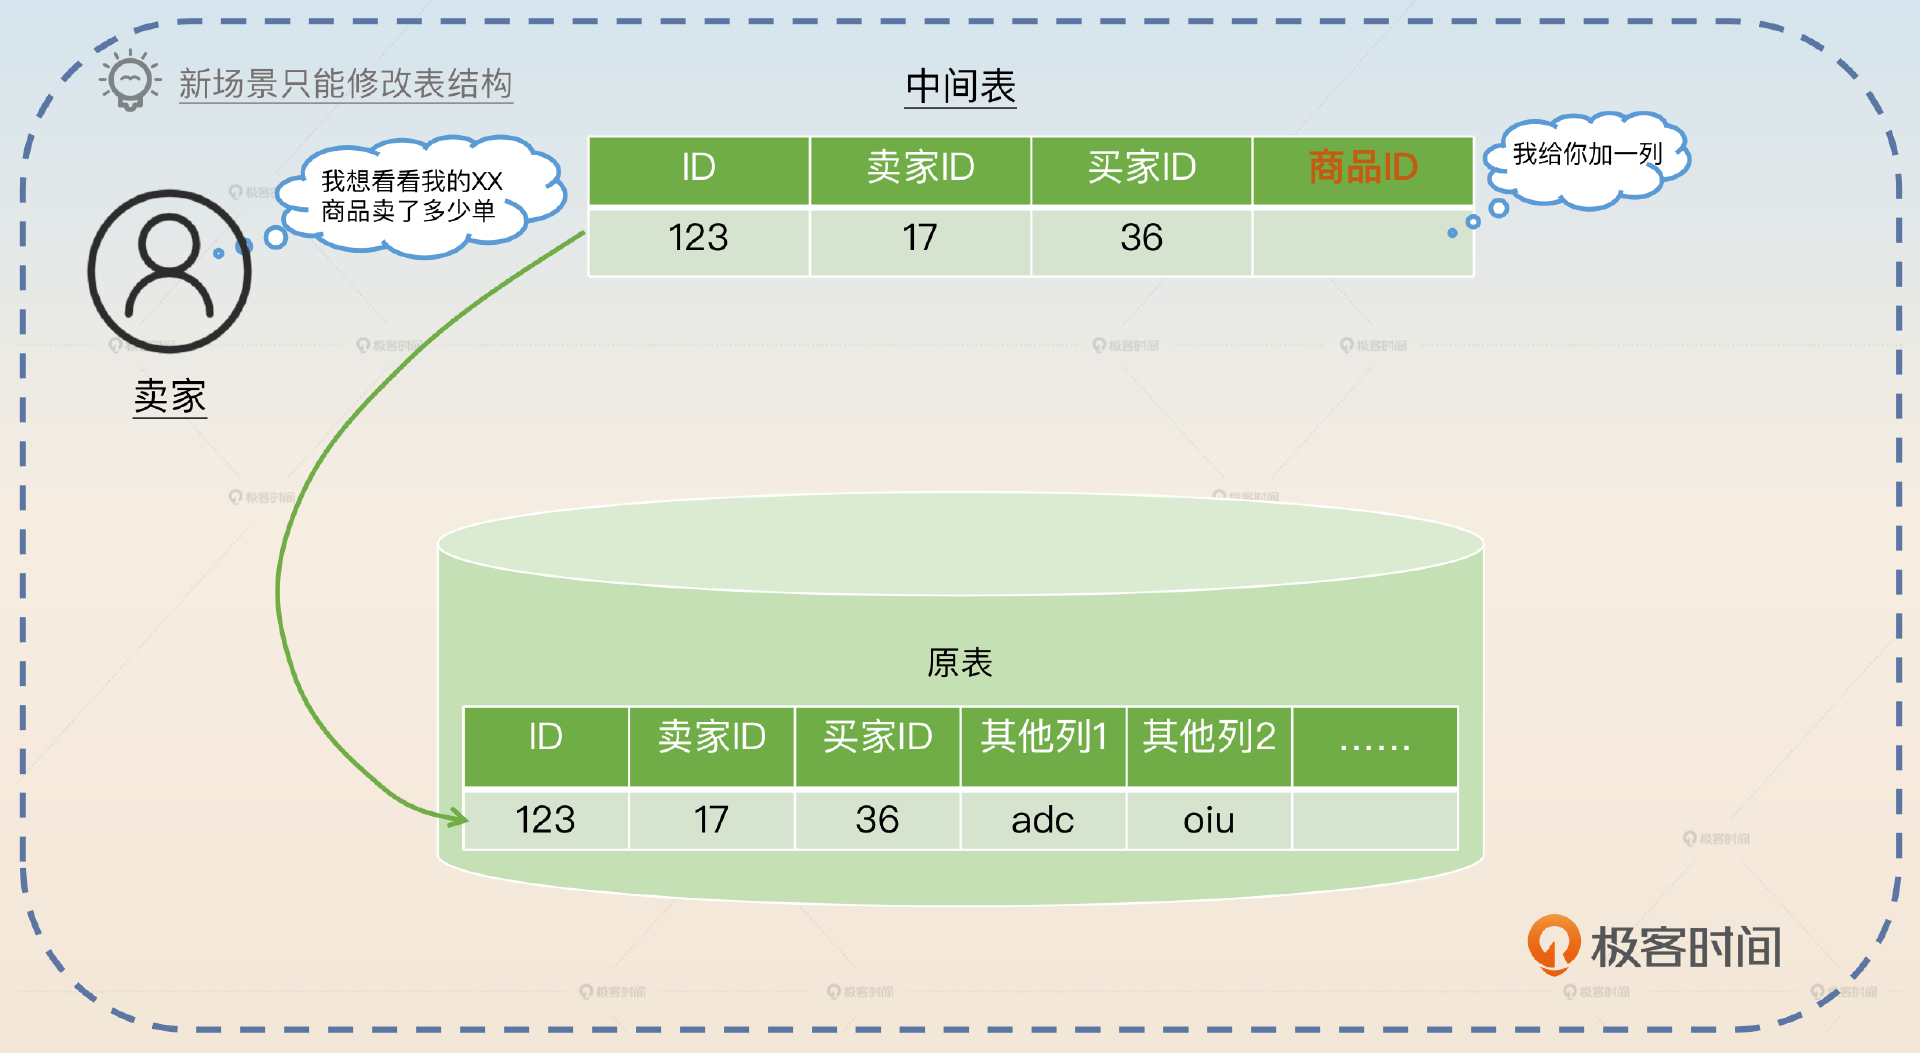 新场景只能修改表结构
中间表
我想看看我的XX
商品卖了多少单
我给你加一列
ID 卖家ID 买家ID 商品ID
123 17 36
卖家
原表
ID 卖家ID 买家ID 其他列1 其他列2 ……
123 17 36 adc oiu
极客时间